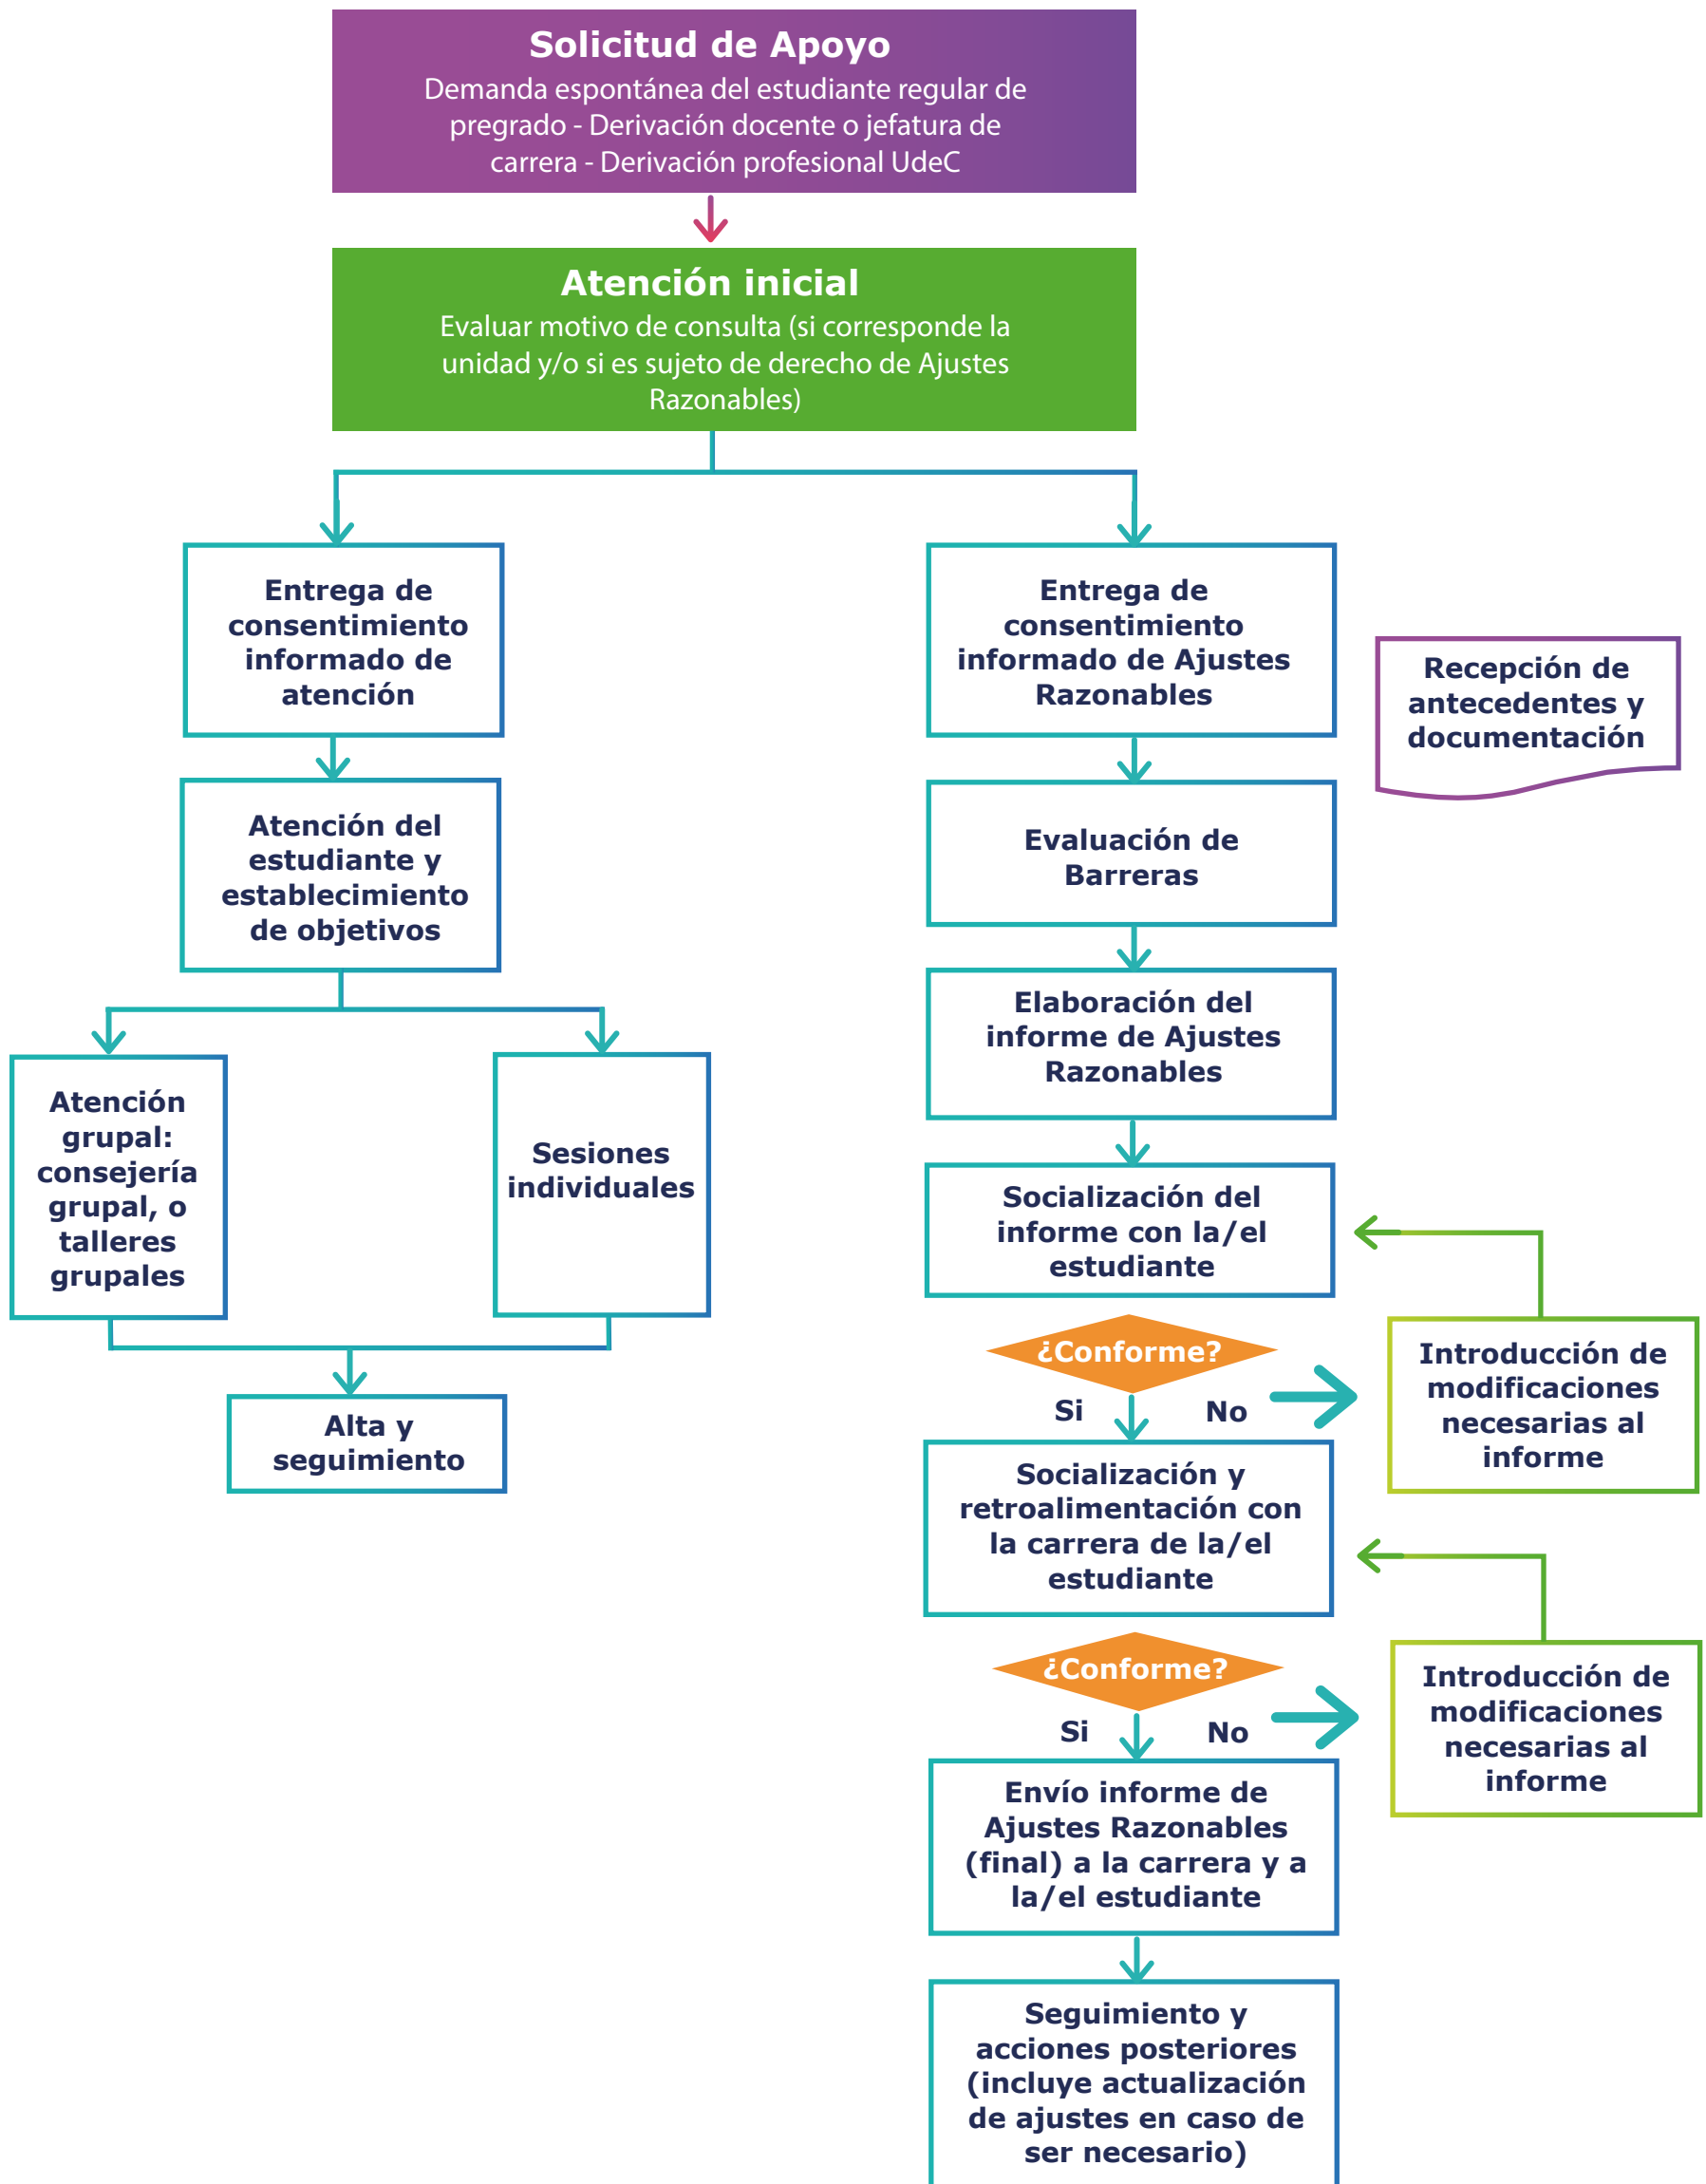 Solicitud de Apoyo
Demanda espontánea del estudiante regular de
pregrado - Derivación docente o jefatura de
carrera - Derivación profesional UdeC
Atención inicial
Evaluar motivo de consulta (si corresponde la
unidad y/o si es sujeto de derecho de Ajustes
Razonables)
Entrega de
consentimiento
informado de
atención
Atención del
estudiante y
establecimiento
de objetivos
Atención
grupal:
consejería
grupal, o
talleres
grupales
Sesiones
individuales
Alta y
seguimiento
Entrega de
consentimiento
informado de Ajustes
Razonables
Recepción de
antecedentes y
documentación
Evaluación de
Barreras
Elaboración del
informe de Ajustes
Razonables
Socialización del
informe con la/el
estudiante
¿Conforme?
Si
No
Introducción de
modificaciones
necesarias al
informe
Socialización y
retroalimentación con
la carrera de la/el
estudiante
¿Conforme?
Si
No
Introducción de
modificaciones
necesarias al
informe
Envío informe de
Ajustes Razonables
(final) a la carrera y a
la/el estudiante
Seguimiento y
acciones posteriores
(incluye actualización
de ajustes en caso de
ser necesario)